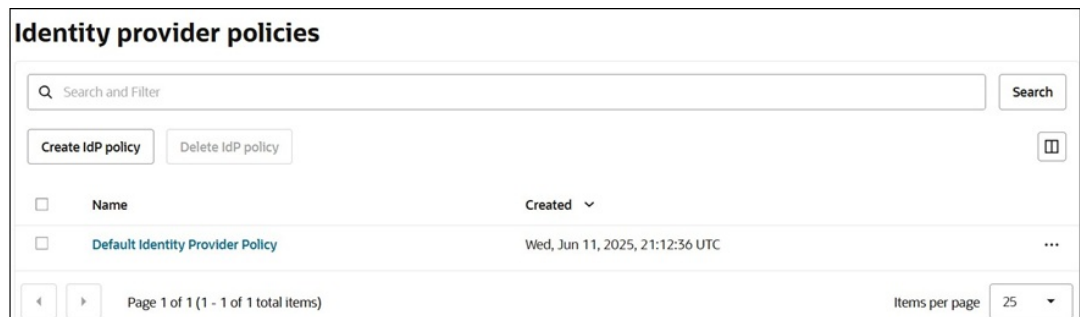 Identity provider policies
Search and Filter
Search
Create IdP policy
Delete IdP policy
Name Created
Default Identity Provider Policy Wed, Jun 11, 2025, 21:12:36 UTC
Page 1 of 1 (1 - 1 of 1 total items) Items per page 25